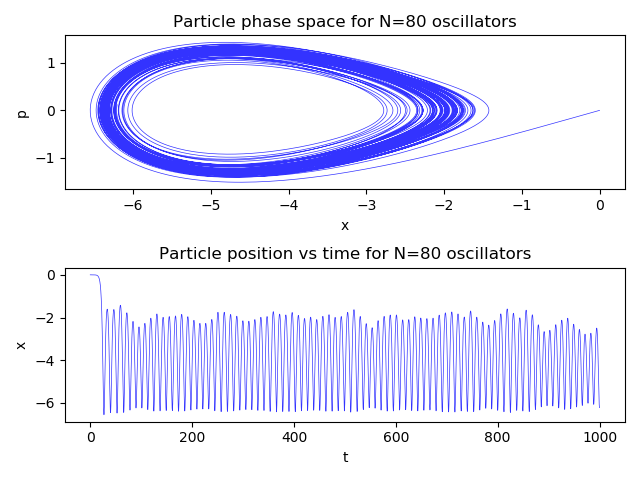 Particle phase space for N=80 oscillators
1
0
−1
p
−6 −5 −4 −3 −2 −1 0
x
Particle position vs time for N=80 oscillators
0
−2
−4
−6
x
0 200 400 600 800 1000
t